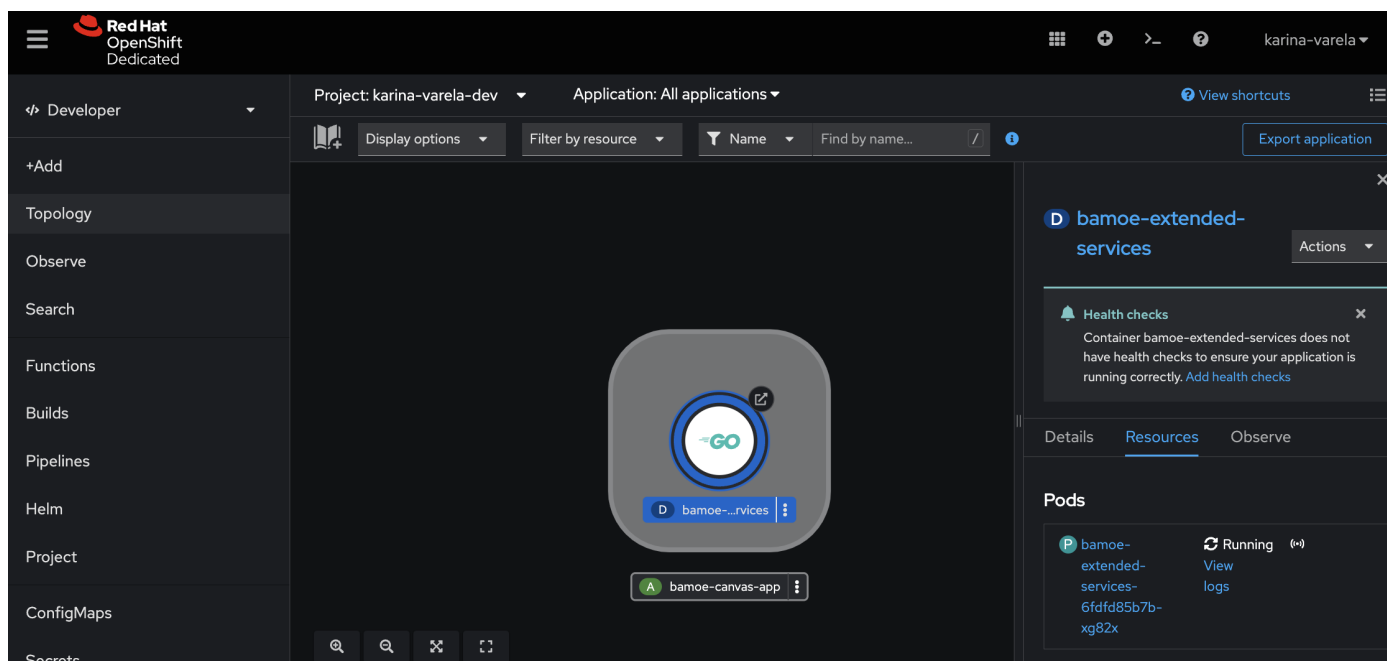 Red Hat
OpenShift
Dedicated
>_
karina-varela
Developer
Project: karina-varela-dev
Application: All applications
View shortcuts
Display options
Filter by resource
Name
Find by name...
/
Export application
+Add
Topology
Observe
Search
Functions
Builds
Pipelines
Helm
Project
ConfigMaps
Secrets
GO
D bamoe-...rvices
A bamoe-canvas-app
D bamoe-extended-
services
Actions
Health checks
Container bamoe-extended-services does not
have health checks to ensure your application is
running correctly. Add health checks
Details
Resources
Observe
Pods
P bamoe-
extended-
services-
6fdfd85b7b-
xg82x
Running
View
logs